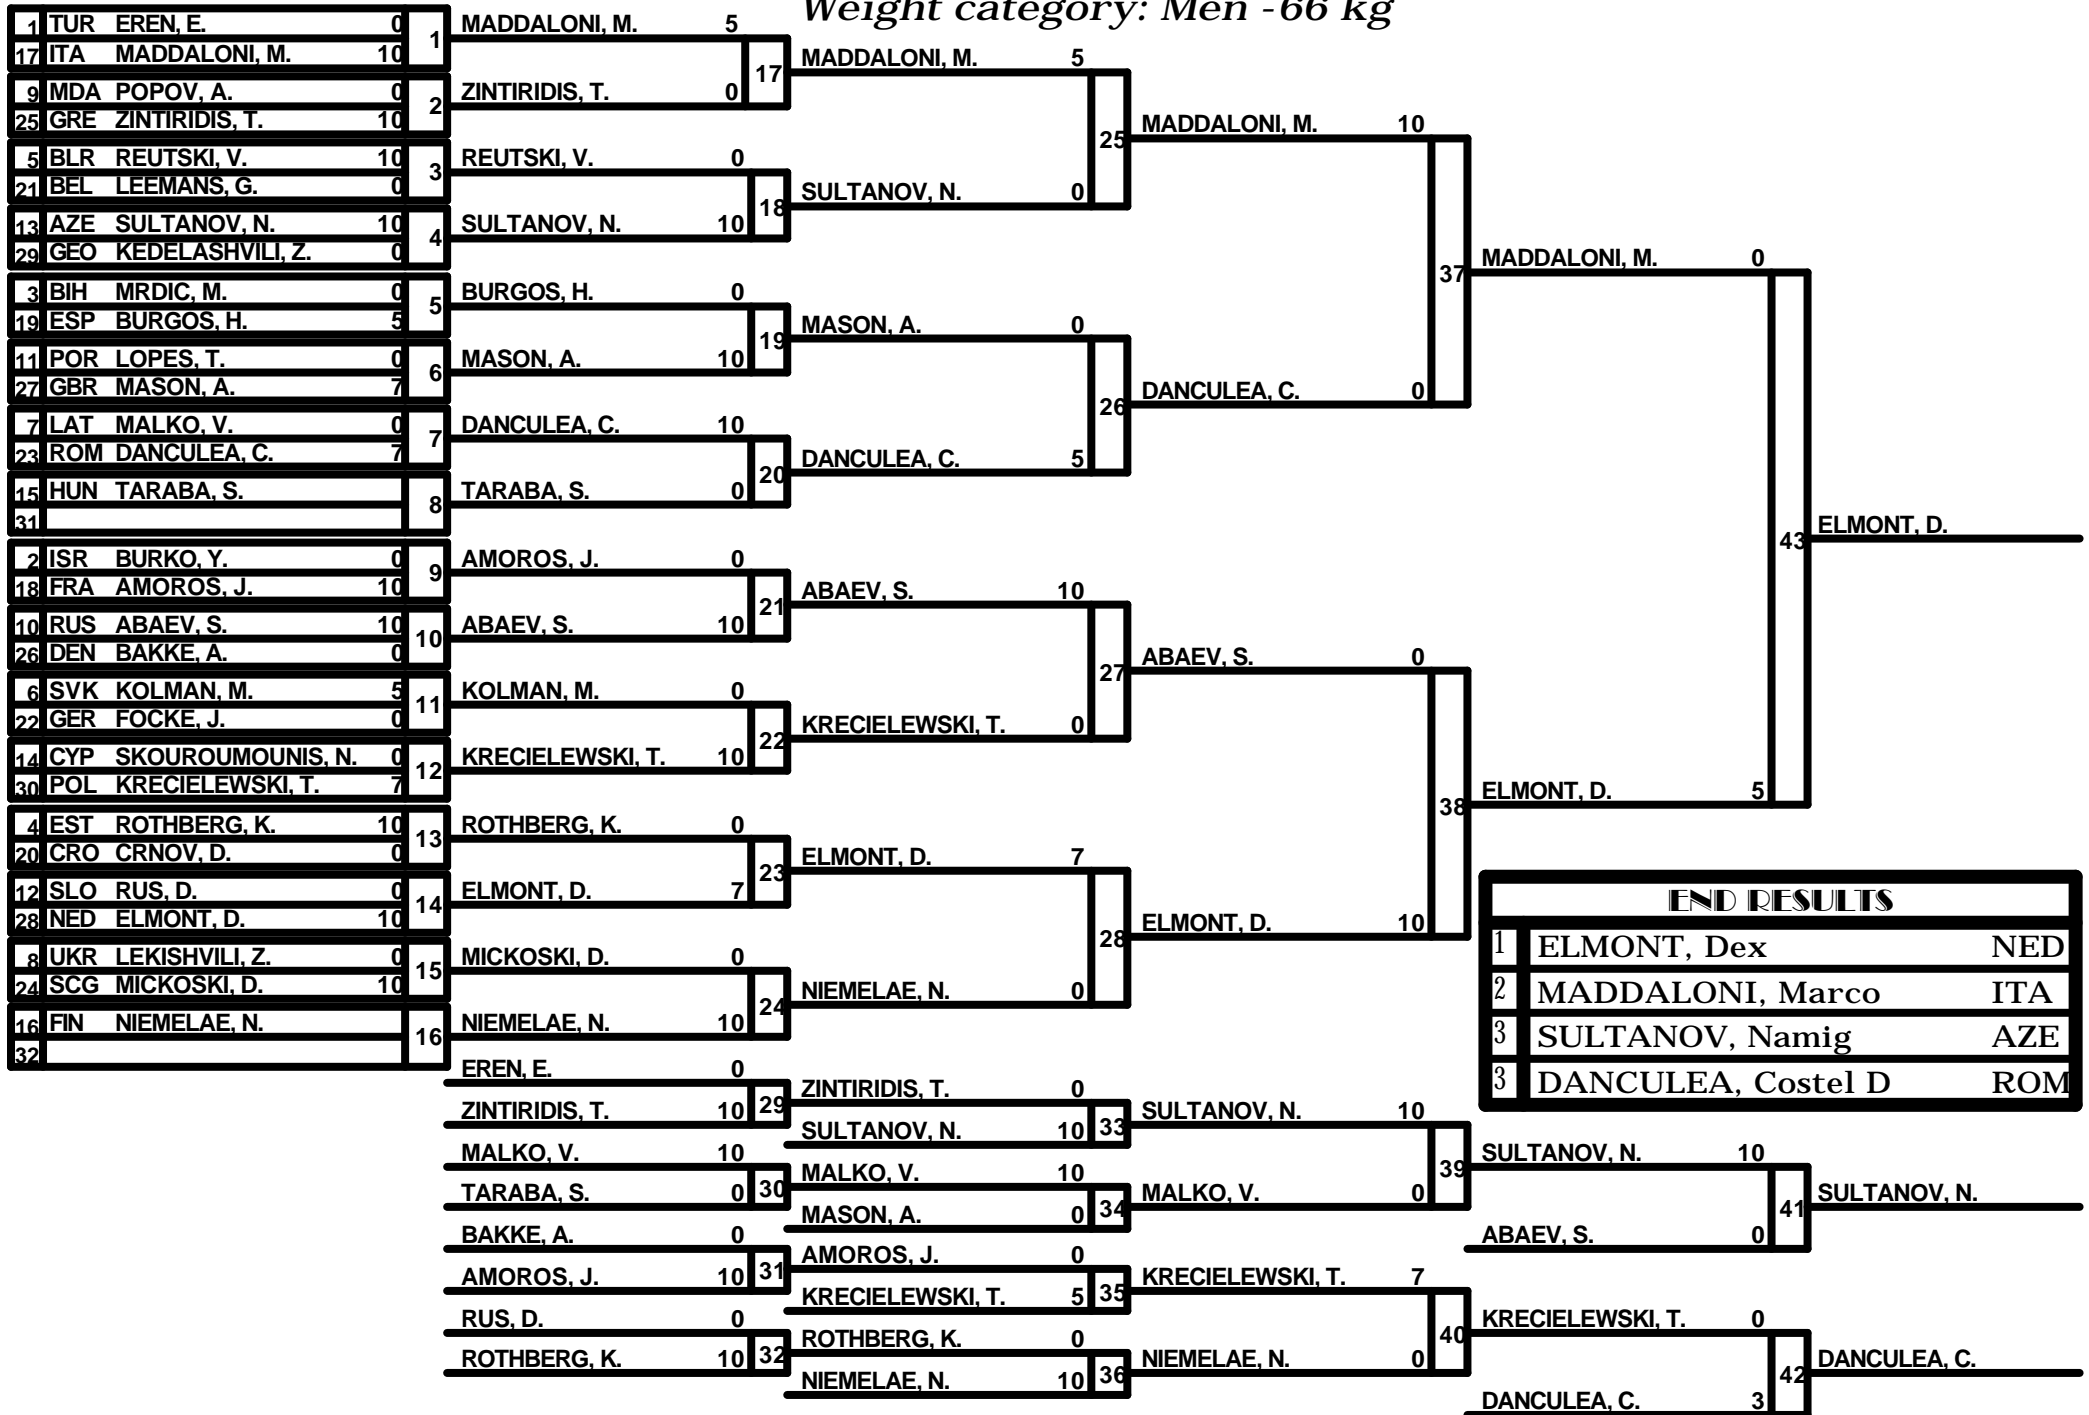 Weight category: Men -66 kg
1 TUR EREN, E. 0
17 ITA MADDALONI, M. 10
1
9 MDA POPOV, A. 0
25 GRE ZINTIRIDIS, T. 10
2
5 BLR REUTSKI, V. 10
21 BEL LEEMANS, G. 0
3
13 AZE SULTANOV, N. 10
29 GEO KEDELASHVILI, Z. 0
4
3 BIH MRDIC, M. 0
19 ESP BURGOS, H. 5
5
11 POR LOPES, T. 0
27 GBR MASON, A. 7
6
7 LAT MALKO, V. 0
23 ROM DANCULEA, C. 7
7
15 HUN TARABA, S.
31
8
2 ISR BURKO, Y. 0
18 FRA AMOROS, J. 10
9
10 RUS ABAEV, S. 10
26 DEN BAKKE, A. 0
10
6 SVK KOLMAN, M. 5
22 GER FOCKE, J. 0
11
14 CYP SKOUROUMOUNIS, N. 0
30 POL KRECIELEWSKI, T. 7
12
4 EST ROTHBERG, K. 10
20 CRO CRNOV, D. 0
13
12 SLO RUS, D. 0
28 NED ELMONT, D. 10
14
8 UKR LEKISHVILI, Z. 0
24 SCG MICKOSKI, D. 10
15
16 FIN NIEMELAE, N.
32
16
MADDALONI, M. 5
ZINTIRIDIS, T. 0
17
REUTSKI, V. 0
SULTANOV, N. 10
18
BURGOS, H. 0
MASON, A. 10
19
DANCULEA, C. 10
TARABA, S. 0
20
AMOROS, J. 0
ABAEV, S. 10
21
KOLMAN, M. 0
KRECIELEWSKI, T. 10
22
ROTHBERG, K. 0
ELMONT, D. 7
23
MICKOSKI, D. 0
NIEMELAE, N. 10
24
MADDALONI, M. 5
SULTANOV, N. 0
25
MASON, A. 0
DANCULEA, C. 5
26
ABAEV, S. 10
KRECIELEWSKI, T. 0
27
ELMONT, D. 7
NIEMELAE, N. 0
28
MADDALONI, M. 10
DANCULEA, C. 0
37
ABAEV, S. 0
ELMONT, D. 10
38
MADDALONI, M. 0
ELMONT, D. 5
43
ELMONT, D.
END RESULTS
1 ELMONT, Dex NED
2 MADDALONI, Marco ITA
3 SULTANOV, Namig AZE
3 DANCULEA, Costel D ROM
EREN, E. 0
ZINTIRIDIS, T. 10
29
MALKO, V. 10
TARABA, S. 0
30
BAKKE, A. 0
AMOROS, J. 10
31
RUS, D. 0
ROTHBERG, K. 10
32
ZINTIRIDIS, T. 0
SULTANOV, N. 10
33
MALKO, V. 10
MASON, A. 0
34
AMOROS, J. 0
KRECIELEWSKI, T. 5
35
ROTHBERG, K. 0
NIEMELAE, N. 10
36
SULTANOV, N. 10
MALKO, V. 0
39
KRECIELEWSKI, T. 7
NIEMELAE, N. 0
40
SULTANOV, N. 10
ABAEV, S. 0
41
SULTANOV, N.
KRECIELEWSKI, T. 0
DANCULEA, C. 3
42
DANCULEA, C.